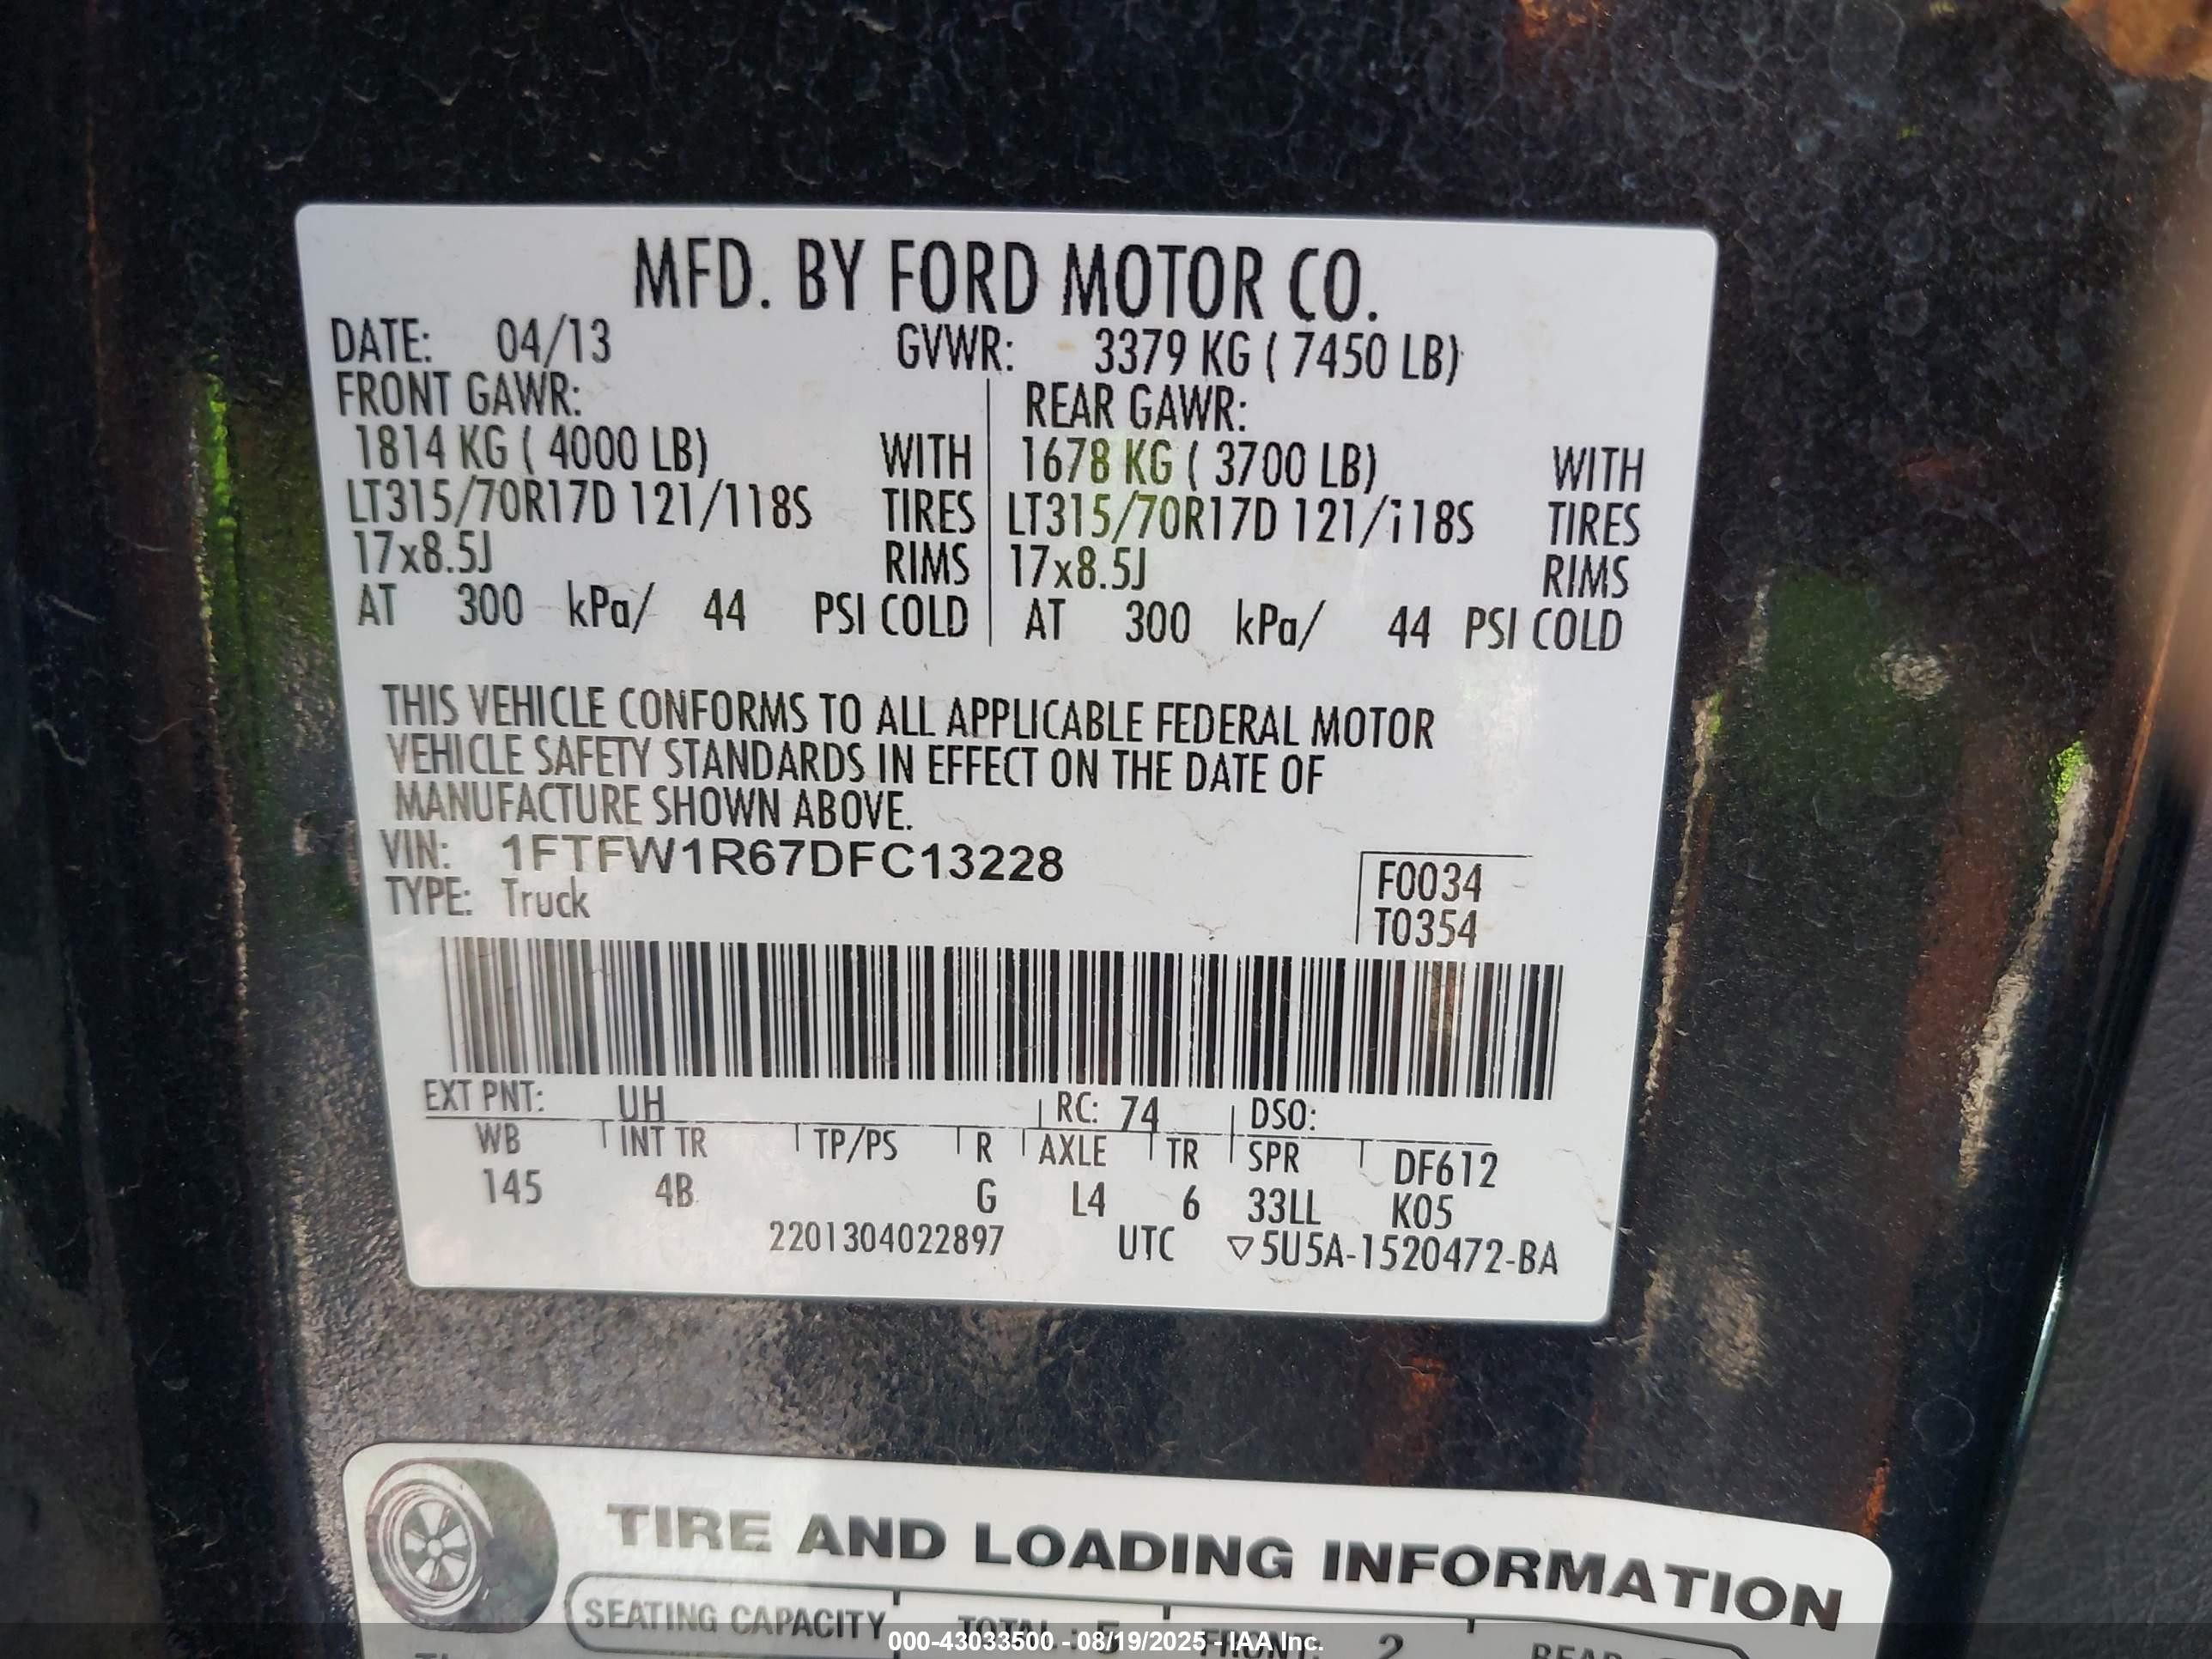 MFD. BY FORD MOTOR CO.
DATE: 04/13 GVWR: 3379 KG ( 7450 LB)
FRONT GAWR: REAR GAWR:
1814 KG ( 4000 LB) WITH 1678 KG ( 3700 LB) WITH
LT315/70R17D 121/118S TIRES LT315/70R17D 121/118S TIRES
17x8.5J RIMS 17x8.5J RIMS
AT 300 kPa/ 44 PSI COLD AT 300 kPa/ 44 PSI COLD
THIS VEHICLE CONFORMS TO ALL APPLICABLE FEDERAL MOTOR
VEHICLE SAFETY STANDARDS IN EFFECT ON THE DATE OF
MANUFACTURE SHOWN ABOVE.
VIN: 1FTFW1R67DFC13228
F0034
TYPE: Truck
T0354
EXT PNT: UH RC: 74 DSO:
WB INT TR TP/PS R AXLE TR SPR DF612
145 4B G L4 6 33LL K05
2201304022897 UTC ▽5U5A-1520472-BA
TIRE AND LOADING INFORMATION
SEATING CAPACITY TOTAL : 5 FRONT: 2 REAR
000-43033500 - 08/19/2025 - IAA Inc.